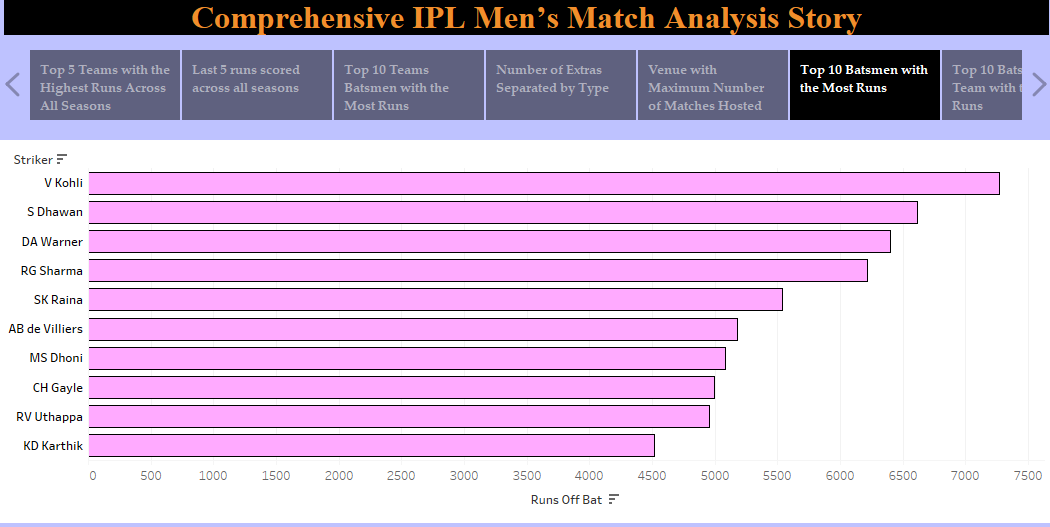 Comprehensive IPL Men’s Match Analysis Story
Top 5 Teams with the
Highest Runs Across
All Seasons
Last 5 runs scored
across all seasons
Top 10 Teams
Batsmen with the
Most Runs
Number of Extras
Separated by Type
Venue with
Maximum Number
of Matches Hosted
Top 10 Batsmen with
the Most Runs
Top 10 Bats
Team with t
Runs
Striker
V Kohli
S Dhawan
DA Warner
RG Sharma
SK Raina
AB de Villiers
MS Dhoni
CH Gayle
RV Uthappa
KD Karthik
0 500 1000 1500 2000 2500 3000 3500 4000 4500 5000 5500 6000 6500 7000 7500
Runs Off Bat